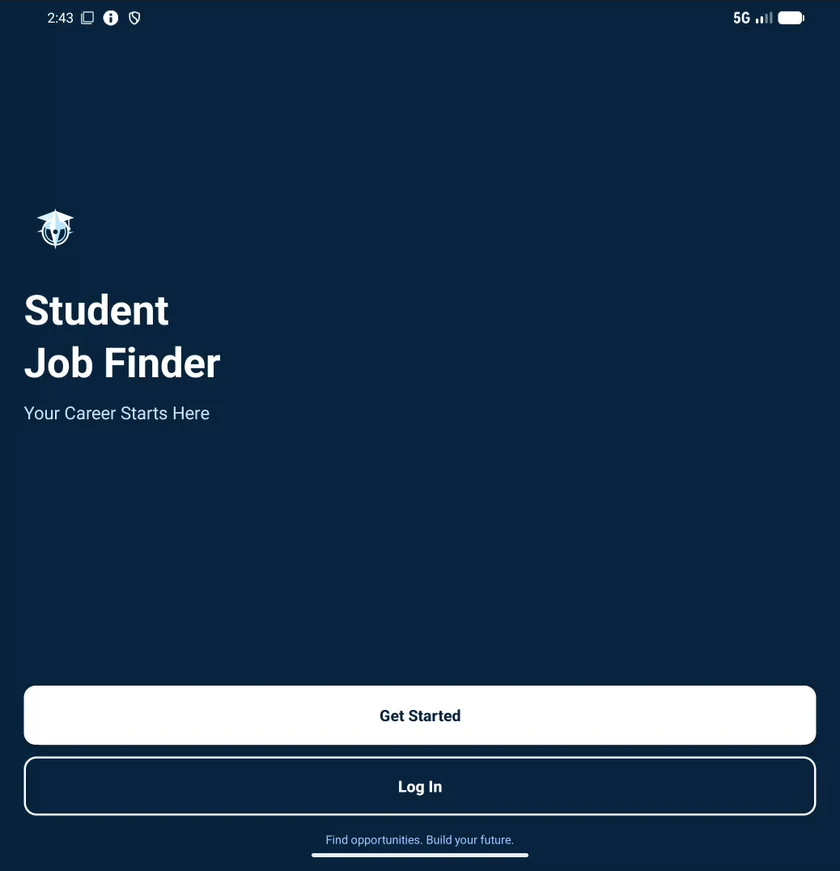 2:43
5G
Student
Job Finder
Your Career Starts Here
Get Started
Log In
Find opportunities. Build your future.